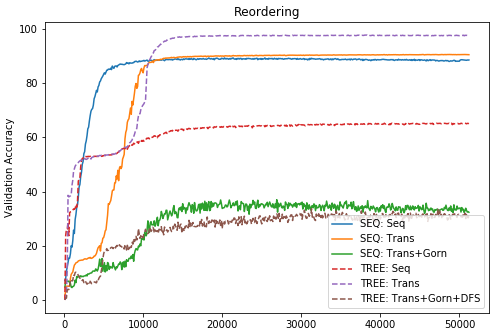 Reordering
Validation Accuracy
100
80
60
40
20
0
0 10000 20000 30000 40000 50000
SEQ: Seq
SEQ: Trans
SEQ: Trans+Gorn
TREE: Seq
TREE: Trans
TREE: Trans+Gorn+DFS